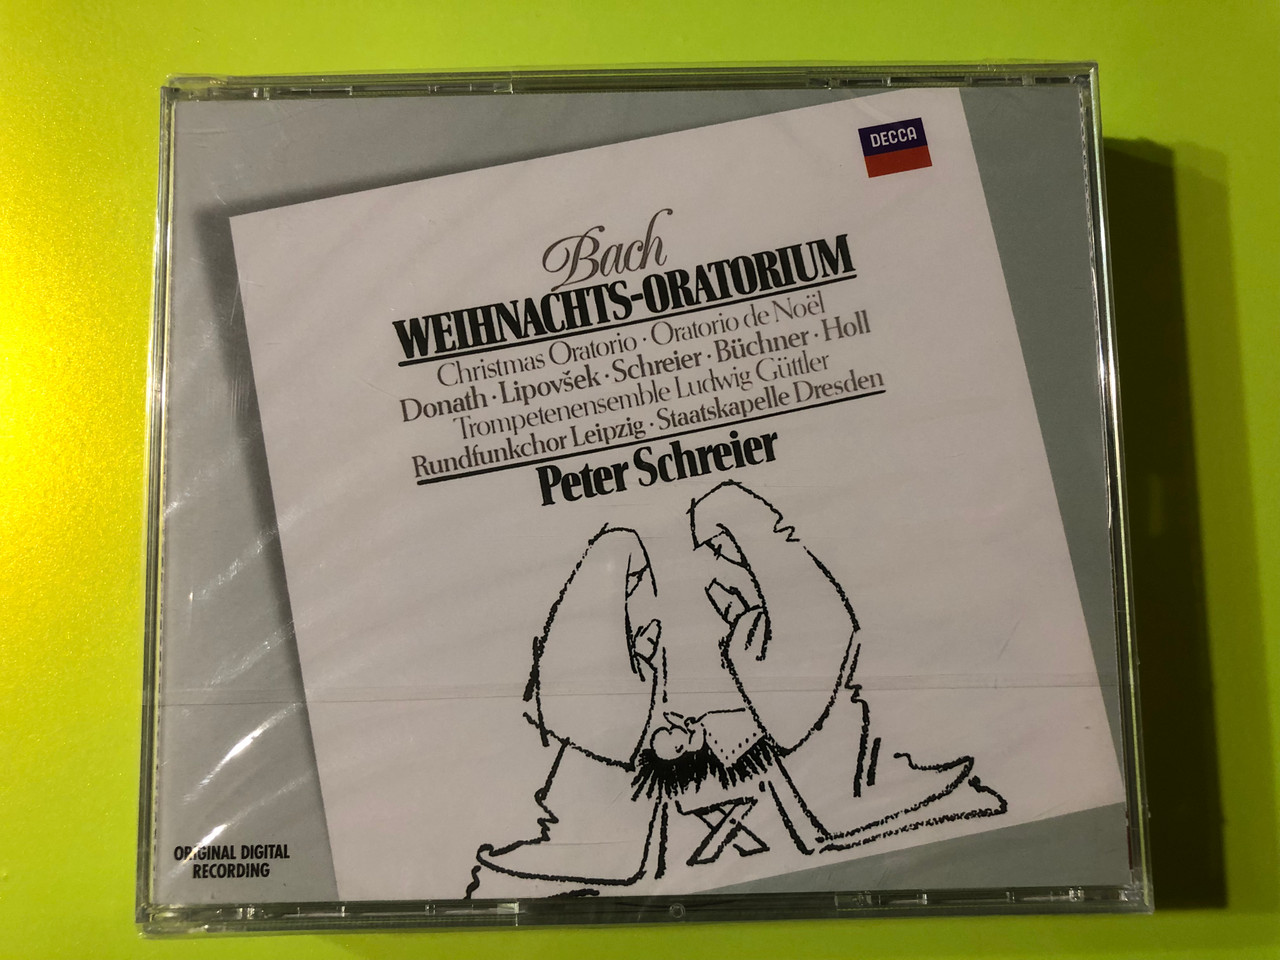 DECCA
Bach
WEIHNACHTS-ORATORIUM
Christmas Oratorio · Oratorio de Noël
Donath · Lipovšek · Schreier · Büchner · Holl
Trompetenensemble Ludwig Güttler
Rundfunkchor Leipzig · Staatskapelle Dresden
Peter Schreier
ORIGINAL DIGITAL
RECORDING